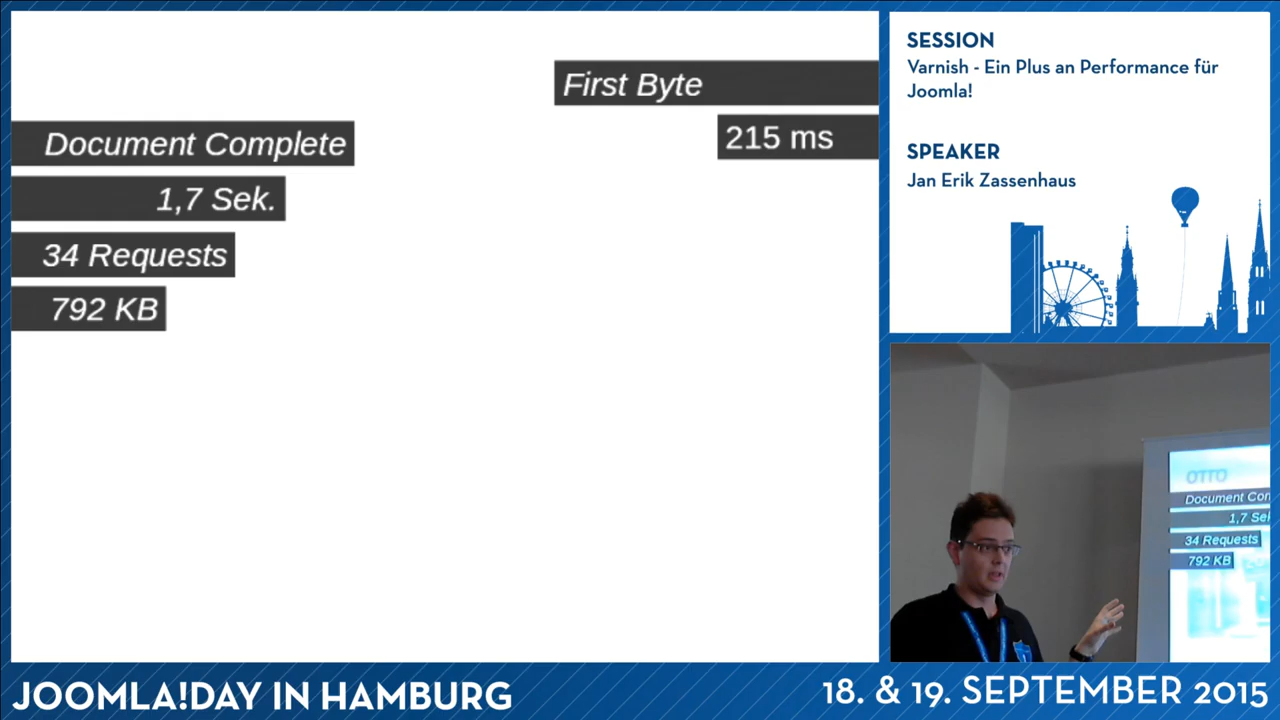 First Byte
215 ms
Document Complete
1,7 Sek.
34 Requests
792 KB
SESSION
Varnish - Ein Plus an Performance für
Joomla!
SPEAKER
Jan Erik Zassenhaus
OTTO
Document Com
1,7 Sek
34 Requests
792 KB
JOOMLA!DAY IN HAMBURG
18. & 19. SEPTEMBER 2015